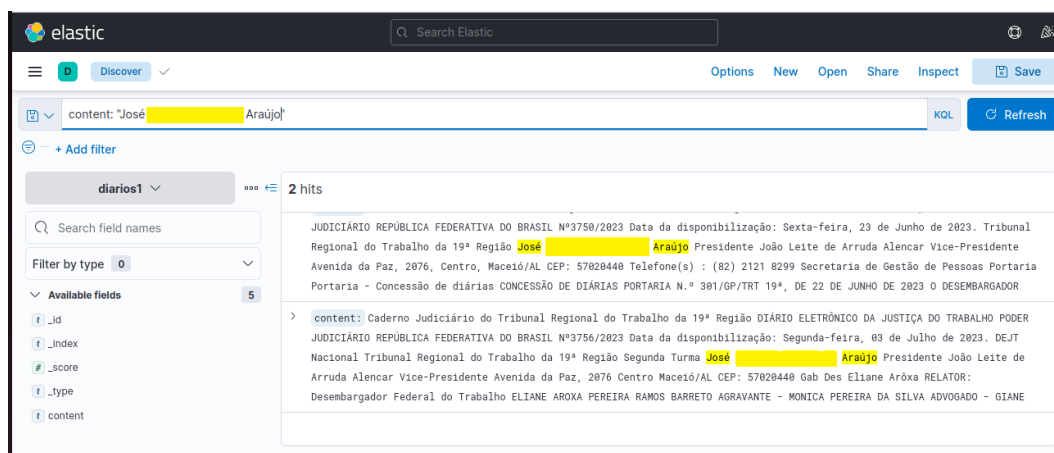 elastic
Search Elastic
D Discover Options New Open Share Inspect Save
content: "José Araújo" KQL Refresh
+ Add filter
diarios1
2 hits
Search field names
Filter by type 0
Available fields 5
t _id
t _index
# _score
t _type
t content
JUDICIÁRIO REPÚBLICA FEDERATIVA DO BRASIL Nº3750/2023 Data da disponibilização: Sexta-feira, 23 de Junho de 2023. Tribunal
Regional do Trabalho da 19ª Região José Araújo Presidente João Leite de Arruda Alencar Vice-Presidente
Avenida da Paz, 2076, Centro, Maceió/AL CEP: 57020440 Telefone(s) : (82) 2121 8299 Secretaria de Gestão de Pessoas Portaria
Portaria - Concessão de diárias CONCESSÃO DE DIÁRIAS PORTARIA N.º 301/GP/TRT 19ª, DE 22 DE JUNHO DE 2023 O DESEMBARGADOR
content: Caderno Judiciário do Tribunal Regional do Trabalho da 19ª Região DIÁRIO ELETRÔNICO DA JUSTIÇA DO TRABALHO PODER
JUDICIÁRIO REPÚBLICA FEDERATIVA DO BRASIL Nº3756/2023 Data da disponibilização: Segunda-feira, 03 de Julho de 2023. DEJT
Nacional Tribunal Regional do Trabalho da 19ª Região Segunda Turma José Araújo Presidente João Leite de
Arruda Alencar Vice-Presidente Avenida da Paz, 2076 Centro Maceió/AL CEP: 57020440 Gab Des Eliane Arôxa RELATOR:
Desembargador Federal do Trabalho ELIANE AROXA PEREIRA RAMOS BARRETO AGRAVANTE - MONICA PEREIRA DA SILVA ADVOGADO - GIANE